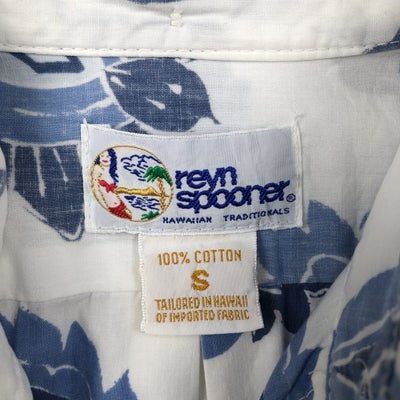 reyn
spooner®
HAWAIIAN TRADITIONALS
100% COTTON
S
TAILORED IN HAWAII
OF IMPORTED FABRIC